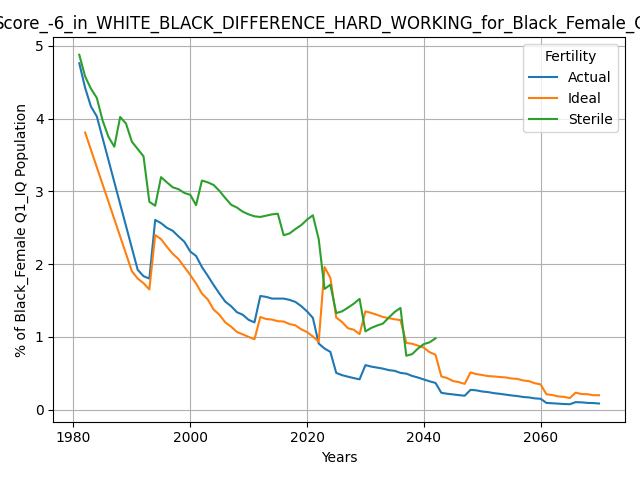 Score_-6_in_WHITE_BLACK_DIFFERENCE_HARD_WORKING_for_Black_Female_
Fertility
Actual
Ideal
Sterile
% of Black_Female Q1_IQ Population
5
4
3
2
1
0
1980 2000 2020 2040 2060
Years